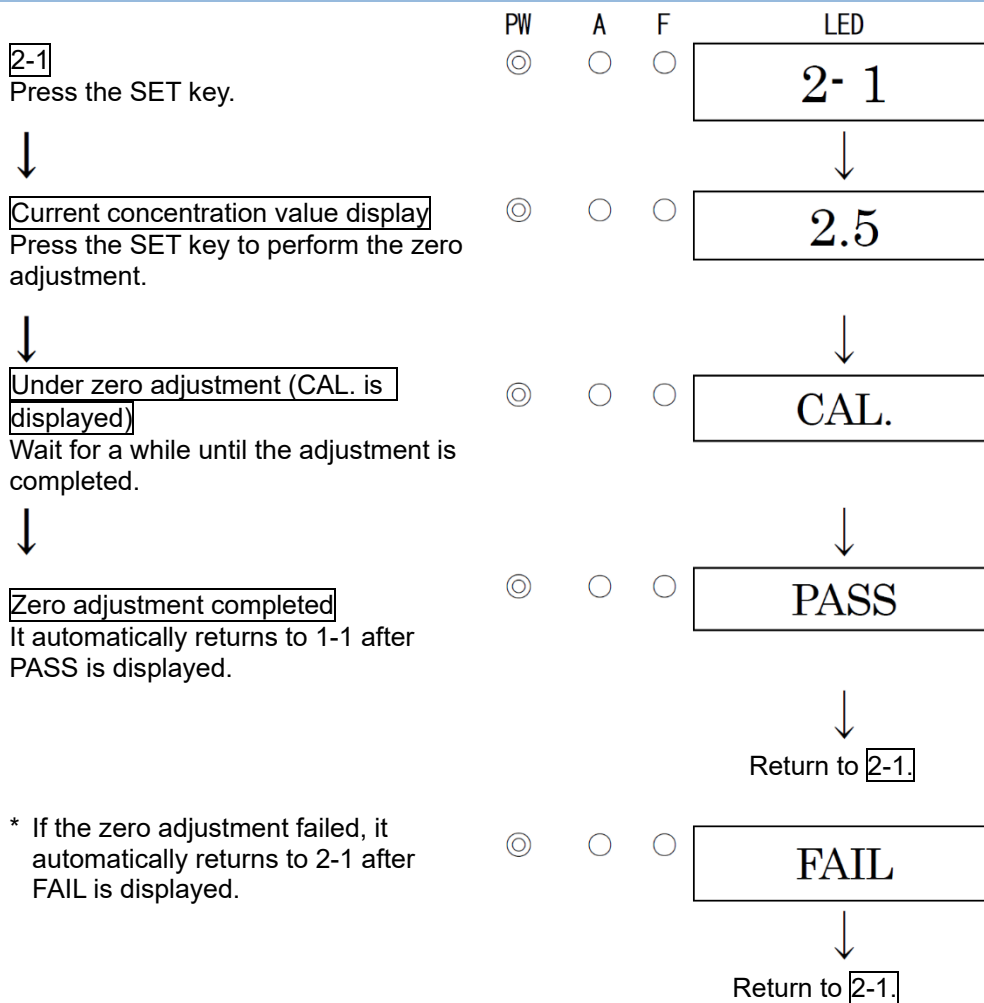 PW A F LED
2-1
Press the SET key.
2- 1
Current concentration value display
Press the SET key to perform the zero
adjustment.
2.5
Under zero adjustment (CAL. is
displayed)
Wait for a while until the adjustment is
completed.
CAL.
Zero adjustment completed
It automatically returns to 1-1 after
PASS is displayed.
PASS
Return to 2-1.
* If the zero adjustment failed, it
automatically returns to 2-1 after
FAIL is displayed.
FAIL
Return to 2-1.